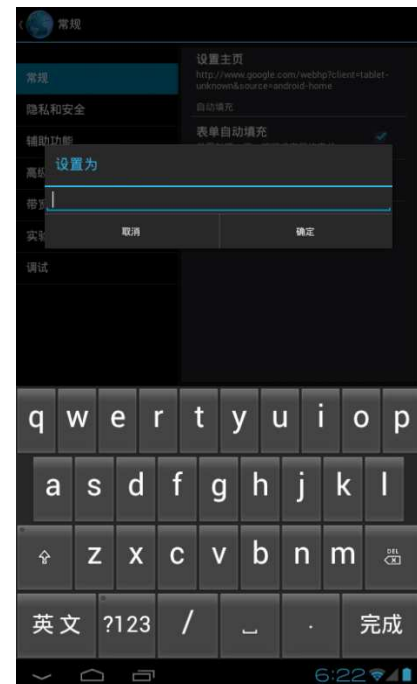 常规
设置主页
http://www.google.com/webhp?client=tablet-
unknown&source=android-home
常规
自动填充
隐私和安全
表单自动填充
辅助功能
设置为
取消
确定
调试
q w e r t y u i o p
a s d f g h j k l
z x c v b n m DEL
英文 ?123 / . 完成
6:22